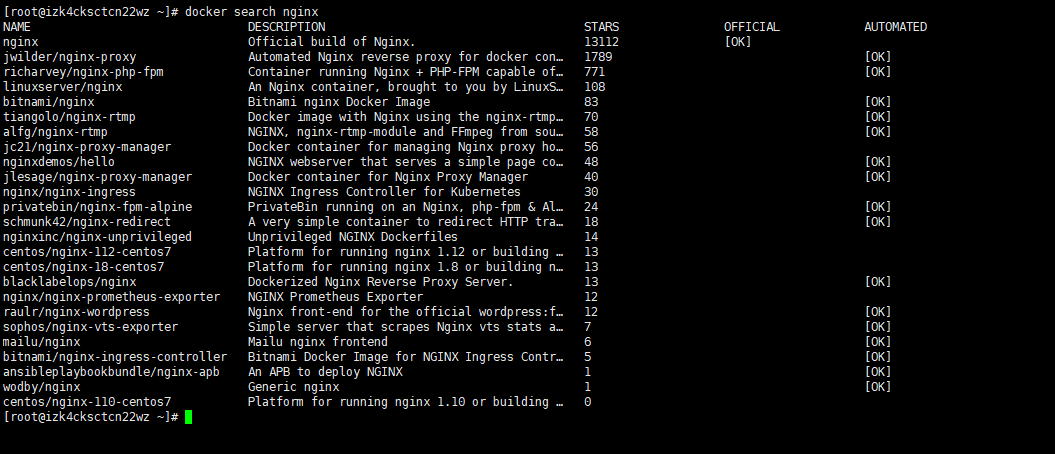 [root@izk4cksctcn22wz ~]# docker search nginx
NAME DESCRIPTION STARS OFFICIAL AUTOMATED
nginx Official build of Nginx. 13112 [OK]
jwilder/nginx-proxy Automated Nginx reverse proxy for docker con… 1789 [OK]
richarvey/nginx-php-fpm Container running Nginx + PHP-FPM capable of… 771 [OK]
linuxserver/nginx An Nginx container, brought to you by LinuxS… 108
bitnami/nginx Bitnami nginx Docker Image 83 [OK]
tiangolo/nginx-rtmp Docker image with Nginx using the nginx-rtmp… 70 [OK]
alfg/nginx-rtmp NGINX, nginx-rtmp-module and FFmpeg from sou… 58 [OK]
jc21/nginx-proxy-manager Docker container for managing Nginx proxy ho… 56
nginxdemos/hello NGINX webserver that serves a simple page co… 48 [OK]
jlesage/nginx-proxy-manager Docker container for Nginx Proxy Manager 40 [OK]
nginx/nginx-ingress NGINX Ingress Controller for Kubernetes 30
privatebin/nginx-fpm-alpine PrivateBin running on an Nginx, php-fpm & Al… 24 [OK]
schmunk42/nginx-redirect A very simple container to redirect HTTP tra… 18 [OK]
nginxinc/nginx-unprivileged Unprivileged NGINX Dockerfiles 14
centos/nginx-112-centos7 Platform for running nginx 1.12 or building … 13
centos/nginx-18-centos7 Platform for running nginx 1.8 or building n… 13
blacklabelops/nginx Dockerized Nginx Reverse Proxy Server. 13 [OK]
nginx/nginx-prometheus-exporter NGINX Prometheus Exporter 12
raulr/nginx-wordpress Nginx front-end for the official wordpress:f… 12 [OK]
sophos/nginx-vts-exporter Simple server that scrapes Nginx vts stats a… 7 [OK]
mailu/nginx Mailu nginx frontend 6 [OK]
bitnami/nginx-ingress-controller Bitnami Docker Image for NGINX Ingress Contr… 5 [OK]
ansibleplaybookbundle/nginx-apb An APB to deploy NGINX 1 [OK]
wodby/nginx Generic nginx 1 [OK]
centos/nginx-110-centos7 Platform for running nginx 1.10 or building … 0
[root@izk4cksctcn22wz ~]#